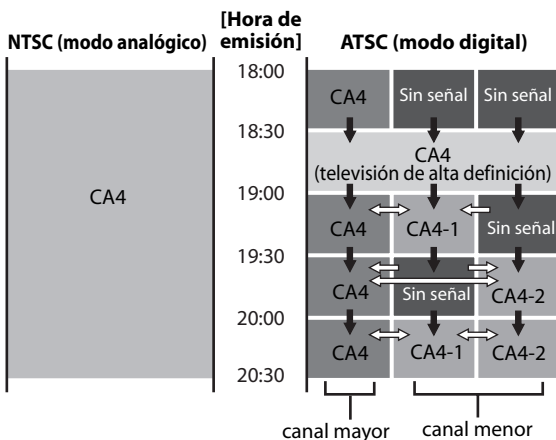 [Hora de
NTSC (modo analógico) emisión] ATSC (modo digital)
18:00
CA4 Sin señal Sin señal
18:30
CA4
(televisión de alta definición)
CA4
19:00
CA4 CA4-1 Sin señal
19:30
CA4 Sin señal CA4-2
20:00
CA4 CA4-1 CA4-2
20:30
canal mayor canal menor